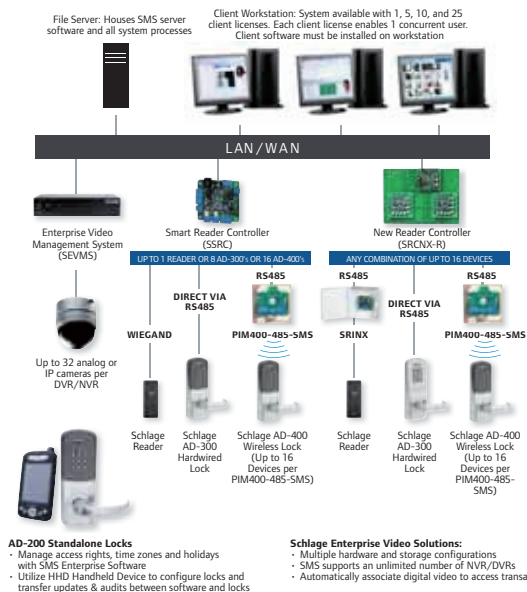 File Server: Houses SMS server
software and all system processes
Client Workstation: System available with 1, 5, 10, and 25
client licenses. Each client license enables 1 concurrent user.
Client software must be installed on workstation
LAN/WAN
Enterprise Video
Management System
(SEVMS)
Smart Reader Controller
(SSRC)
New Reader Controller
(SRCNX-R)
UP TO 1 READER OR 8 AD-300's OR 16 AD-400's
ANY COMBINATION OF UP TO 16 DEVICES
RS485
RS485
RS485
DIRECT VIA
RS485
DIRECT VIA
RS485
WIEGAND
PIM400-485-SMS
SRINX
PIM400-485-SMS
Up to 32 analog or
IP cameras per
DVR/NVR
Schlage
Reader
Schlage
AD-300
Hardwired
Lock
Schlage AD-400
Wireless Lock
(Up to 16
Devices per
PIM400-485-SMS)
Schlage
Reader
Schlage
AD-300
Hardwired
Lock
Schlage AD-400
Wireless Lock
(Up to 16
Devices per
PIM400-485-
SMS)
AD-200 Standalone Locks
· Manage access rights, time zones and holidays
with SMS Enterprise Software
· Utilize HHD Handheld Device to configure locks and
transfer updates & audits between software and locks
Schlage Enterprise Video Solutions:
· Multiple hardware and storage configurations
· SMS supports an unlimited number of NVR/DVRs
· Automatically associate digital video to access transa